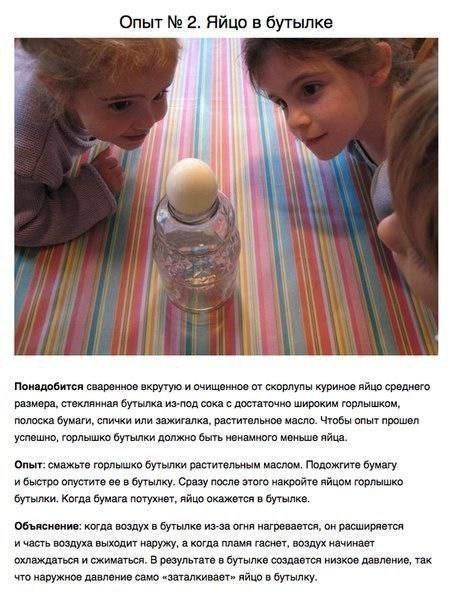 Опыт № 2. Яйцо в бутылке
Понадобится сваренное вкрутую и очищенное от скорлупы куриное яйцо среднего
размера, стеклянная бутылка из-под сока с достаточно широким горлышком,
полоска бумаги, спички или зажигалка, растительное масло. Чтобы опыт прошел
успешно, горлышко бутылки должно быть ненамного меньше яйца.
Опыт: смажьте горлышко бутылки растительным маслом. Подожгите бумагу
и быстро опустите ее в бутылку. Сразу после этого накройте яйцом горлышко
бутылки. Когда бумага потухнет, яйцо окажется в бутылке.
Объяснение: когда воздух в бутылке из-за огня нагревается, он расширяется
и часть воздуха выходит наружу, а когда пламя гаснет, воздух начинает
охлаждаться и сжиматься. В результате в бутылке создается низкое давление, так
что наружное давление само «заталкивает» яйцо в бутылку.